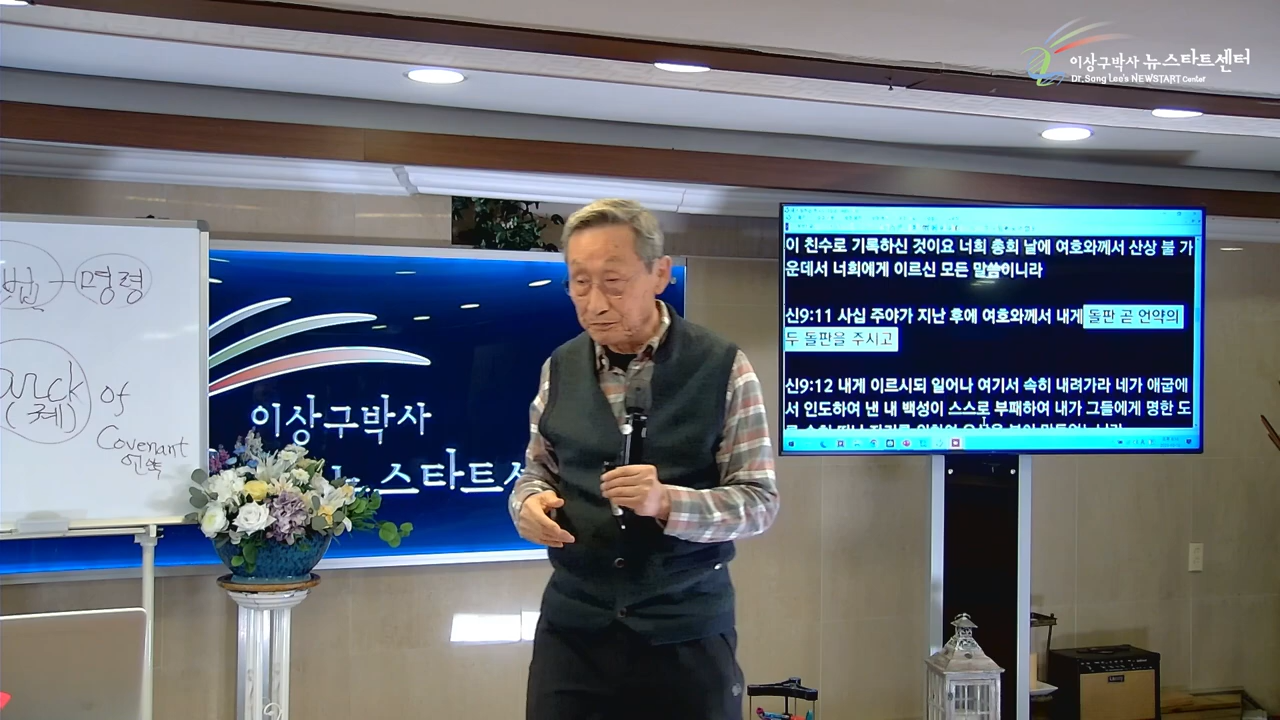 이상구박사 뉴스타트센터
Dr. Sang Lee's NEWSTART Center
법 - 명령
Arck of
(궤)
Covenant
언약
이상구박사
뉴스타트센
이 친수로 기록하신 것이요 너희 총회 날에 여호와께서 산상 불 가
운데서 너희에게 이르신 모든 말씀이니라
신9:11 사십 주야가 지난 후에 여호와께서 내게 돌판 곧 언약의
두 돌판을 주시고
신9:12 내게 이르시되 일어나 여기서 속히 내려가라 네가 애굽에
서 인도하여 낸 내 백성이 스스로 부패하여 내가 그들에게 명한 도